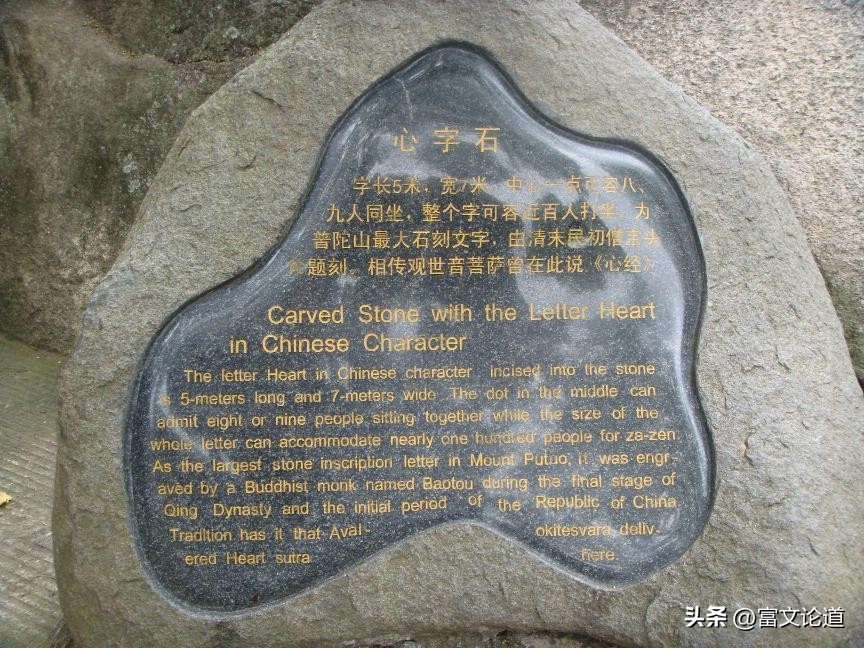 心字石
字长5米，宽7米，中心一点可容八、
九人同坐，整个字可容近百人打坐。为
普陀山最大石刻文字，由清末民初僧 头
陀题刻。相传观世音菩萨曾在此说《心经》
Carved Stone with the Letter Heart
in Chinese Character
The letter Heart in Chinese character incised into the stone
is 5-meters long and 7-meters wide. The dot in the middle can
admit eight or nine people sitting together while the size of the
whole letter can accommodate nearly one hundred people for za-zen.
As the largest stone inscription letter in Mount Putuo, it was engr-
aved by a Buddhist monk named Baotou during the final stage of
Qing Dynasty and the initial period of the Republic of China.
Tradition has it that Aval- okitesvara deliv-
ered Heart sutra here.
头条 @富文论道